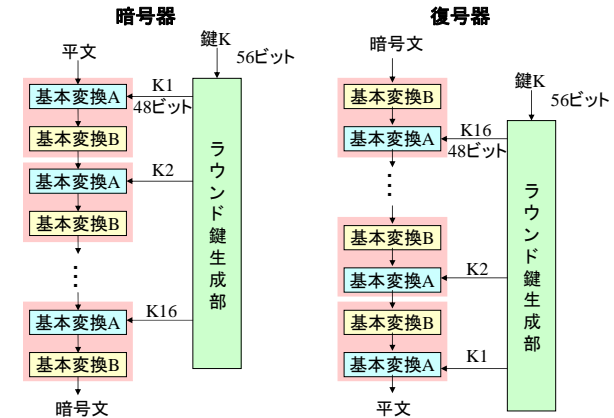 暗号器
平文
鍵K
56ビット
基本変換A
K1
48ビット
基本変換B
基本変換A
K2
基本変換B
⋮
基本変換A
K16
基本変換B
暗号文
ラウンド鍵生成部
復号器
暗号文
鍵K
56ビット
基本変換B
基本変換A
K16
48ビット
⋮
基本変換B
基本変換A
K2
基本変換B
基本変換A
K1
平文
ラウンド鍵生成部